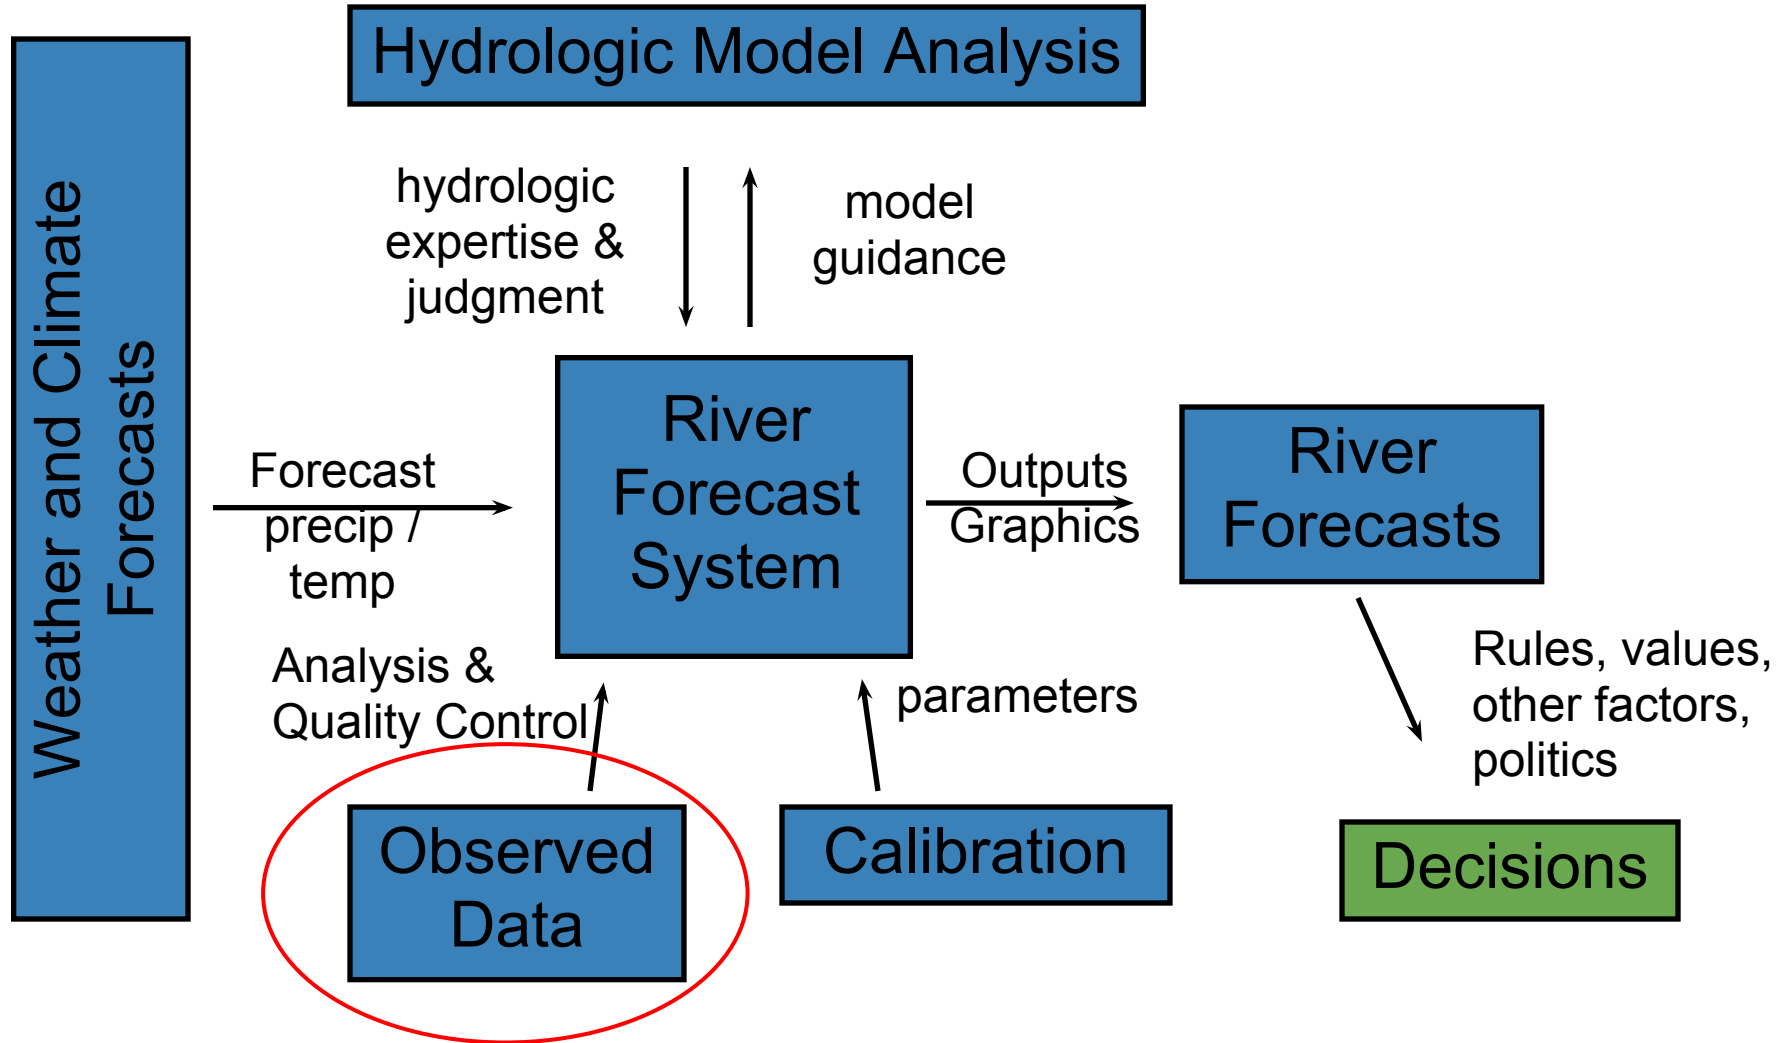 Hydrologic Model Analysis
Weather and Climate
Forecasts
hydrologic
expertise &
judgment
model
guidance
Forecast
precip /
temp
River
Forecast
System
Outputs
Graphics
River
Forecasts
Analysis &
Quality Control
parameters
Rules, values,
other factors,
politics
Observed
Data
Calibration
Decisions